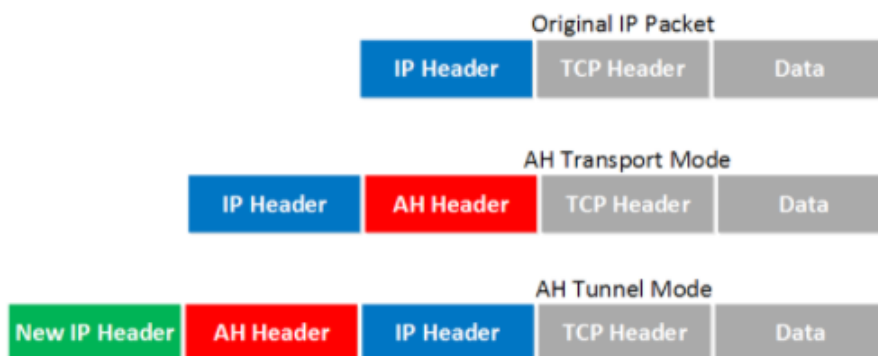 Original IP Packet
IP Header TCP Header Data
AH Transport Mode
IP Header AH Header TCP Header Data
AH Tunnel Mode
New IP Header AH Header IP Header TCP Header Data